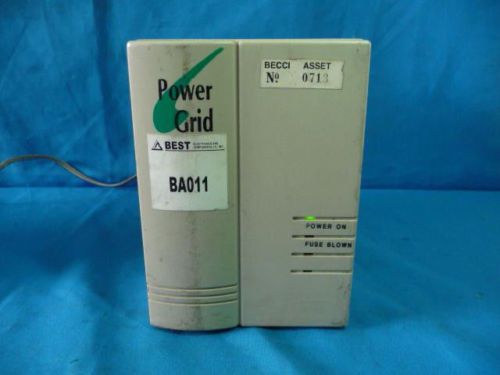 Power
Grid
BEST
BA011
BECCI ASSET
Nº 0713
POWER ON
FUSE BLOWN